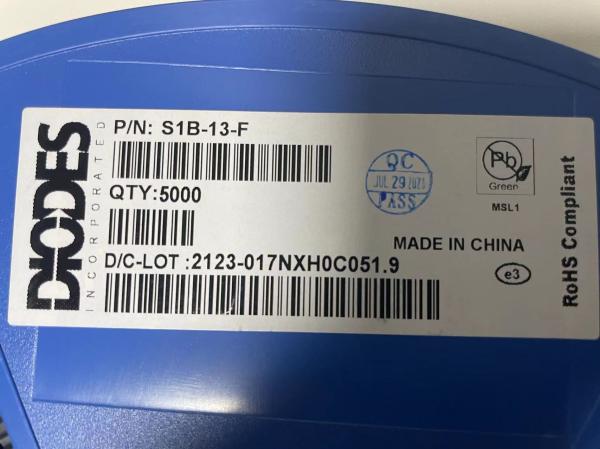 DIODES
INCORPORATED
P/N: S1B-13-F
QTY:5000
D/C-LOT :2123-017NXH0C051.9
QC
JUL 29 2021
PASS
Pb
Green
MSL1
MADE IN CHINA
e3
RoHS Compliant